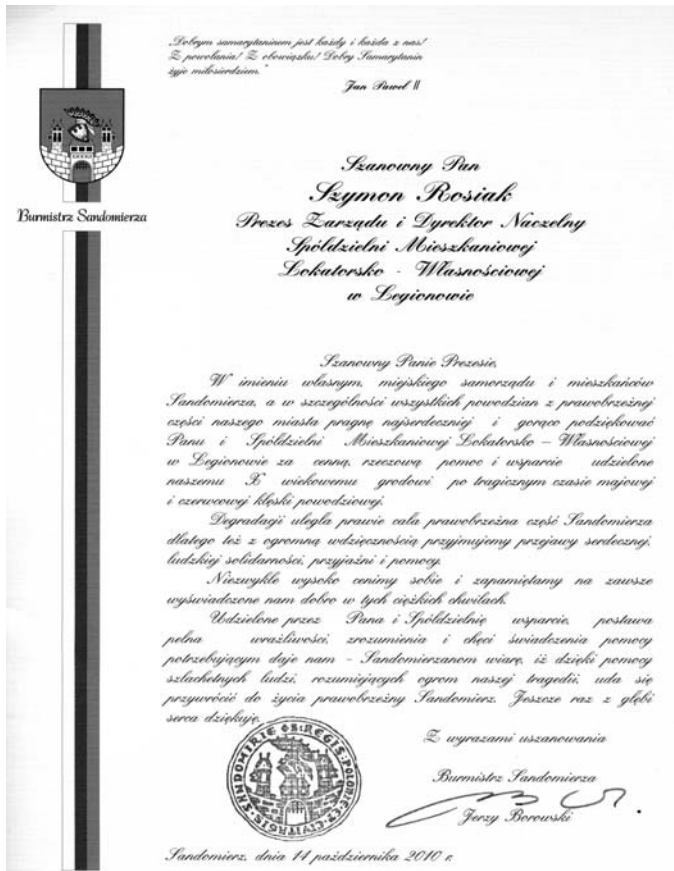 „Dobrym samarytaninem jest każdy i każda z nas!
Z powołania! Z obowiązku! Dobry Samarytanin
żyje miłosierdziem."
Jan Paweł II
Burmistrz Sandomierza
Szanowny Pan
Szymon Rosiak
Prezes Zarządu i Dyrektor Naczelny
Spółdzielni Mieszkaniowej
Lokatorsko - Własnościowej
w Legionowie
Szanowny Panie Prezesie,
W imieniu własnym, miejskiego samorządu i mieszkańców
Sandomierza, a w szczególności wszystkich powodzian z prawobrzeżnej
części naszego miasta pragnę najserdeczniej i gorąco podziękować
Panu i Spółdzielni Mieszkaniowej Lokatorsko – Własnościowej
w Legionowie za cenną, rzeczową pomoc i wsparcie udzielone
naszemu X wiekowemu grodowi po tragicznym czasie majowej
i czerwcowej klęski powodziowej.
Degradacji uległa prawie cała prawobrzeżna część Sandomierza
dlatego też z ogromną wdzięcznością przyjmujemy przejawy serdecznej,
ludzkiej solidarności, przyjaźni i pomocy.
Niezwykle wysoko cenimy sobie i zapamiętamy na zawsze
wyświadczone nam dobro w tych ciężkich chwilach.
Udzielone przez Pana i Spółdzielnię wsparcie, postawa
pełna wrażliwości, zrozumienia i chęci świadczenia pomocy
potrzebującym daje nam – Sandomierzanom wiarę, iż dzięki pomocy
szlachetnych ludzi, rozumiejących ogrom naszej tragedii, uda się
przywrócić do życia prawobrzeżny Sandomierz. Jeszcze raz z głębi
serca dziękuję.
Z wyrazami uszanowania
Burmistrz Sandomierza
Jerzy Borowski
Sandomierz, dnia 14 października 2010 r.